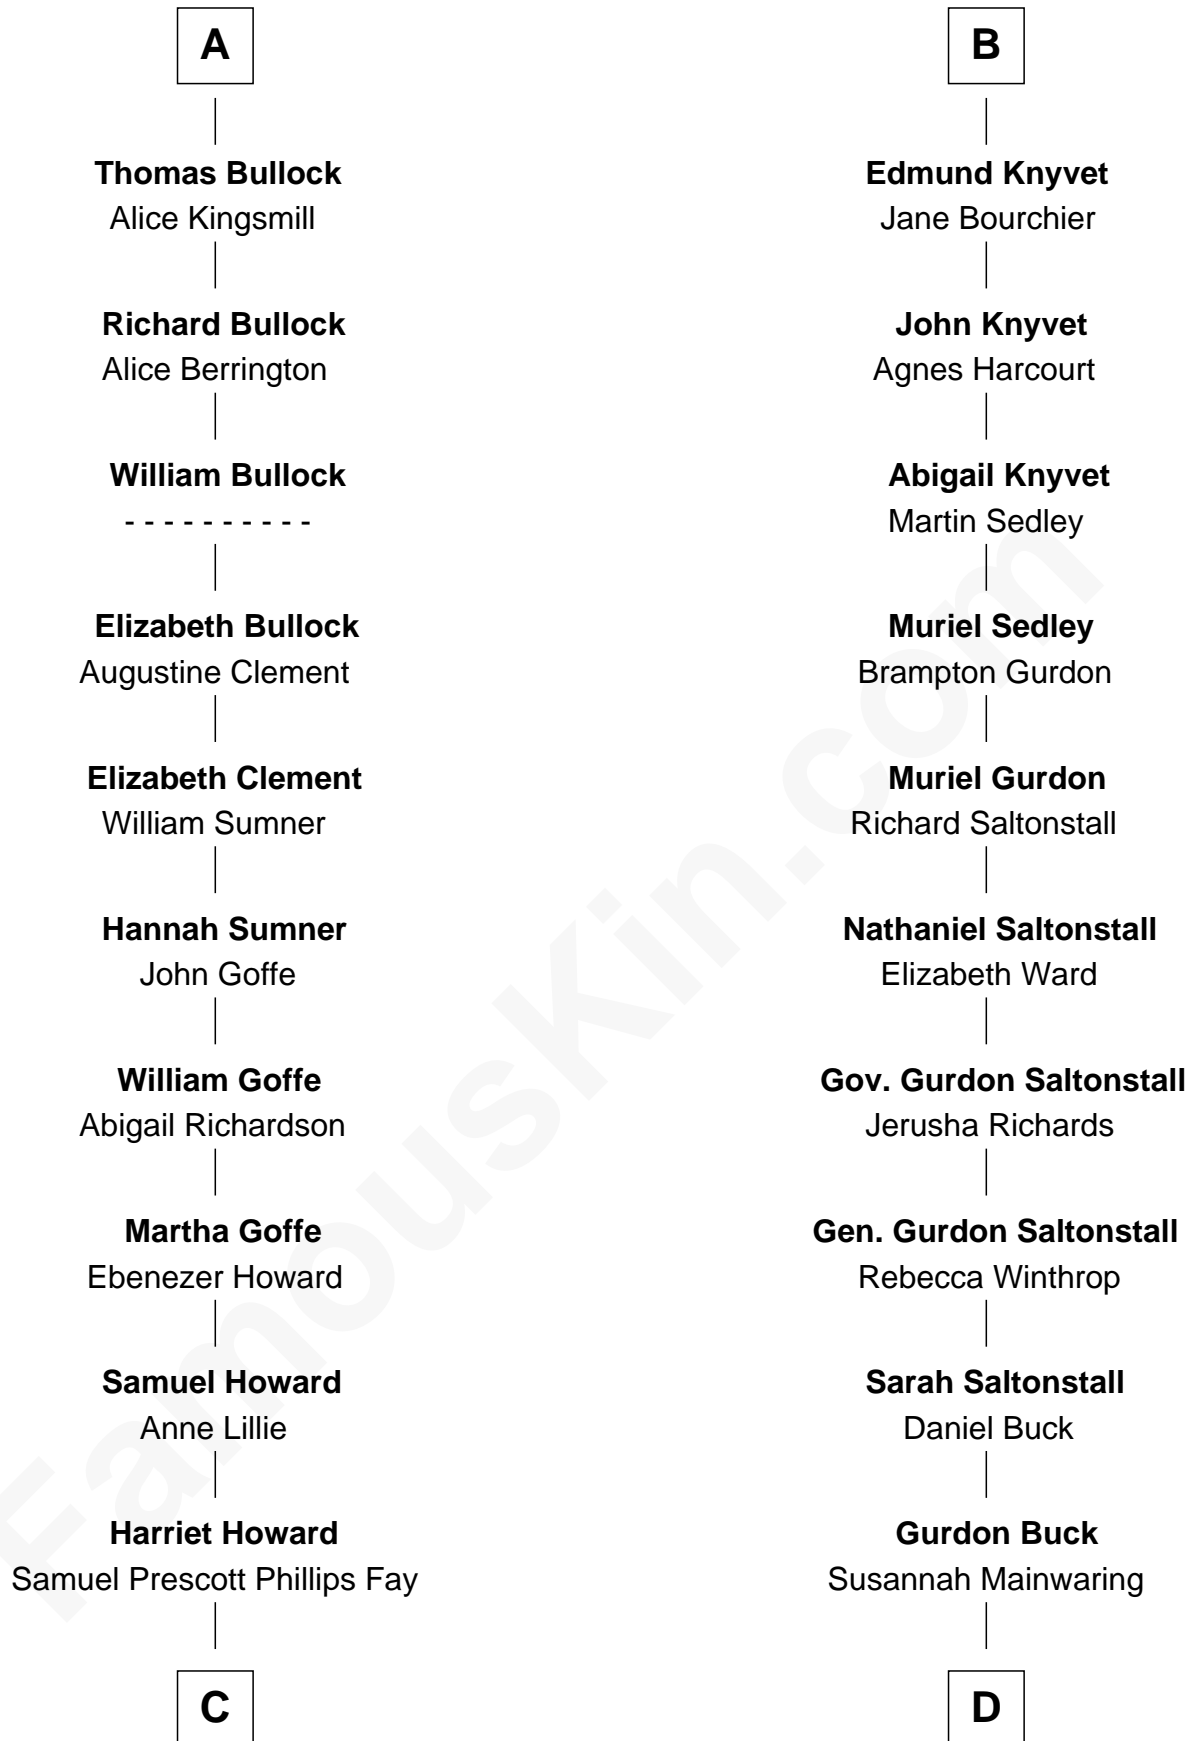 A
Thomas Bullock
Alice Kingsmill
Richard Bullock
Alice Berrington
William Bullock
- - - - - - - - - -
Elizabeth Bullock
Augustine Clement
Elizabeth Clement
William Sumner
Hannah Sumner
John Goffe
William Goffe
Abigail Richardson
Martha Goffe
Ebenezer Howard
Samuel Howard
Anne Lillie
Harriet Howard
Samuel Prescott Phillips Fay
C
B
Edmund Knyvet
Jane Bourchier
John Knyvet
Agnes Harcourt
Abigail Knyvet
Martin Sedley
Muriel Sedley
Brampton Gurdon
Muriel Gurdon
Richard Saltonstall
Nathaniel Saltonstall
Elizabeth Ward
Gov. Gurdon Saltonstall
Jerusha Richards
Gen. Gurdon Saltonstall
Rebecca Winthrop
Sarah Saltonstall
Daniel Buck
Gurdon Buck
Susannah Mainwaring
D
FamousKin.com